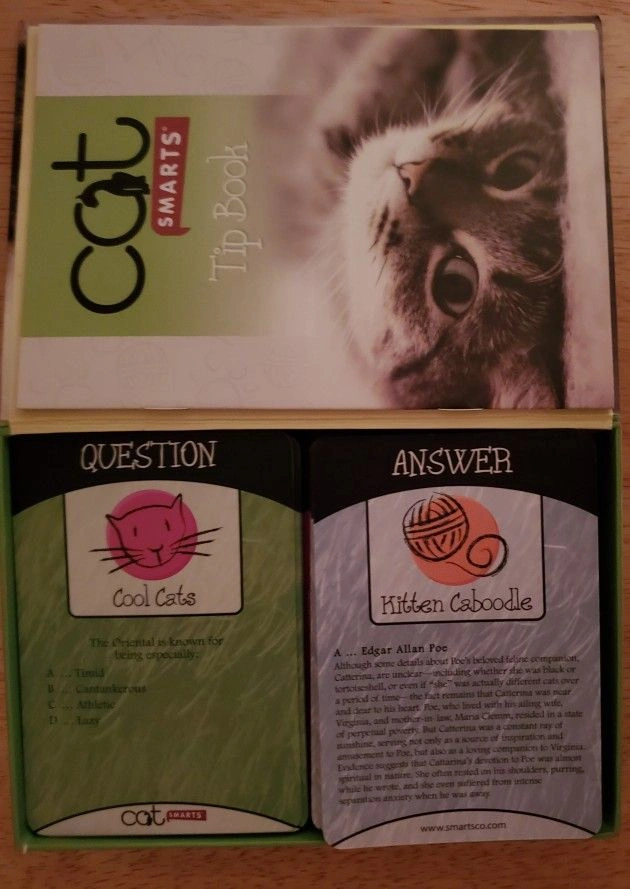 cat
SMARTS®
Tip Book
QUESTION
Cool Cats
The Oriental is known for
being especially:
A ... Timid
B ... Cantankerous
C ... Athletic
D ... Lazy
cat SMARTS
ANSWER
Kitten Caboodle
A ... Edgar Allan Poe
Although some details about Poe's beloved feline companion,
Catterina, are unclear—including whether she was black or
tortoiseshell, or even if "she" was actually different cats over
a period of time—the fact remains that Catterina was near
and dear to his heart. Poe, who lived with his ailing wife,
Virginia, and mother-in-law, Maria Clemm, resided in a state
of perpetual poverty. But Catterina was a constant ray of
sunshine, serving not only as a source of inspiration and
amusement to Poe, but also as a loving companion to Virginia.
Evidence suggests that Catterina's devotion to Poe was almost
spiritual in nature. She often rested on his shoulders, purring,
while he wrote, and she even suffered from intense
separation anxiety when he was away.
www.smartsco.com